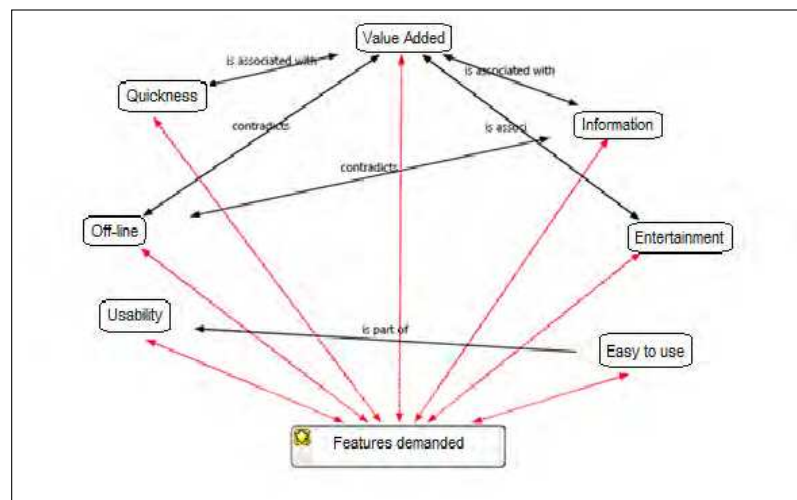 Value Added
is associated with
is associated with
Quickness
Information
contradicts
is associ
contradicts
Off-line
Entertainment
Usability
is part of
Easy to use
Features demanded